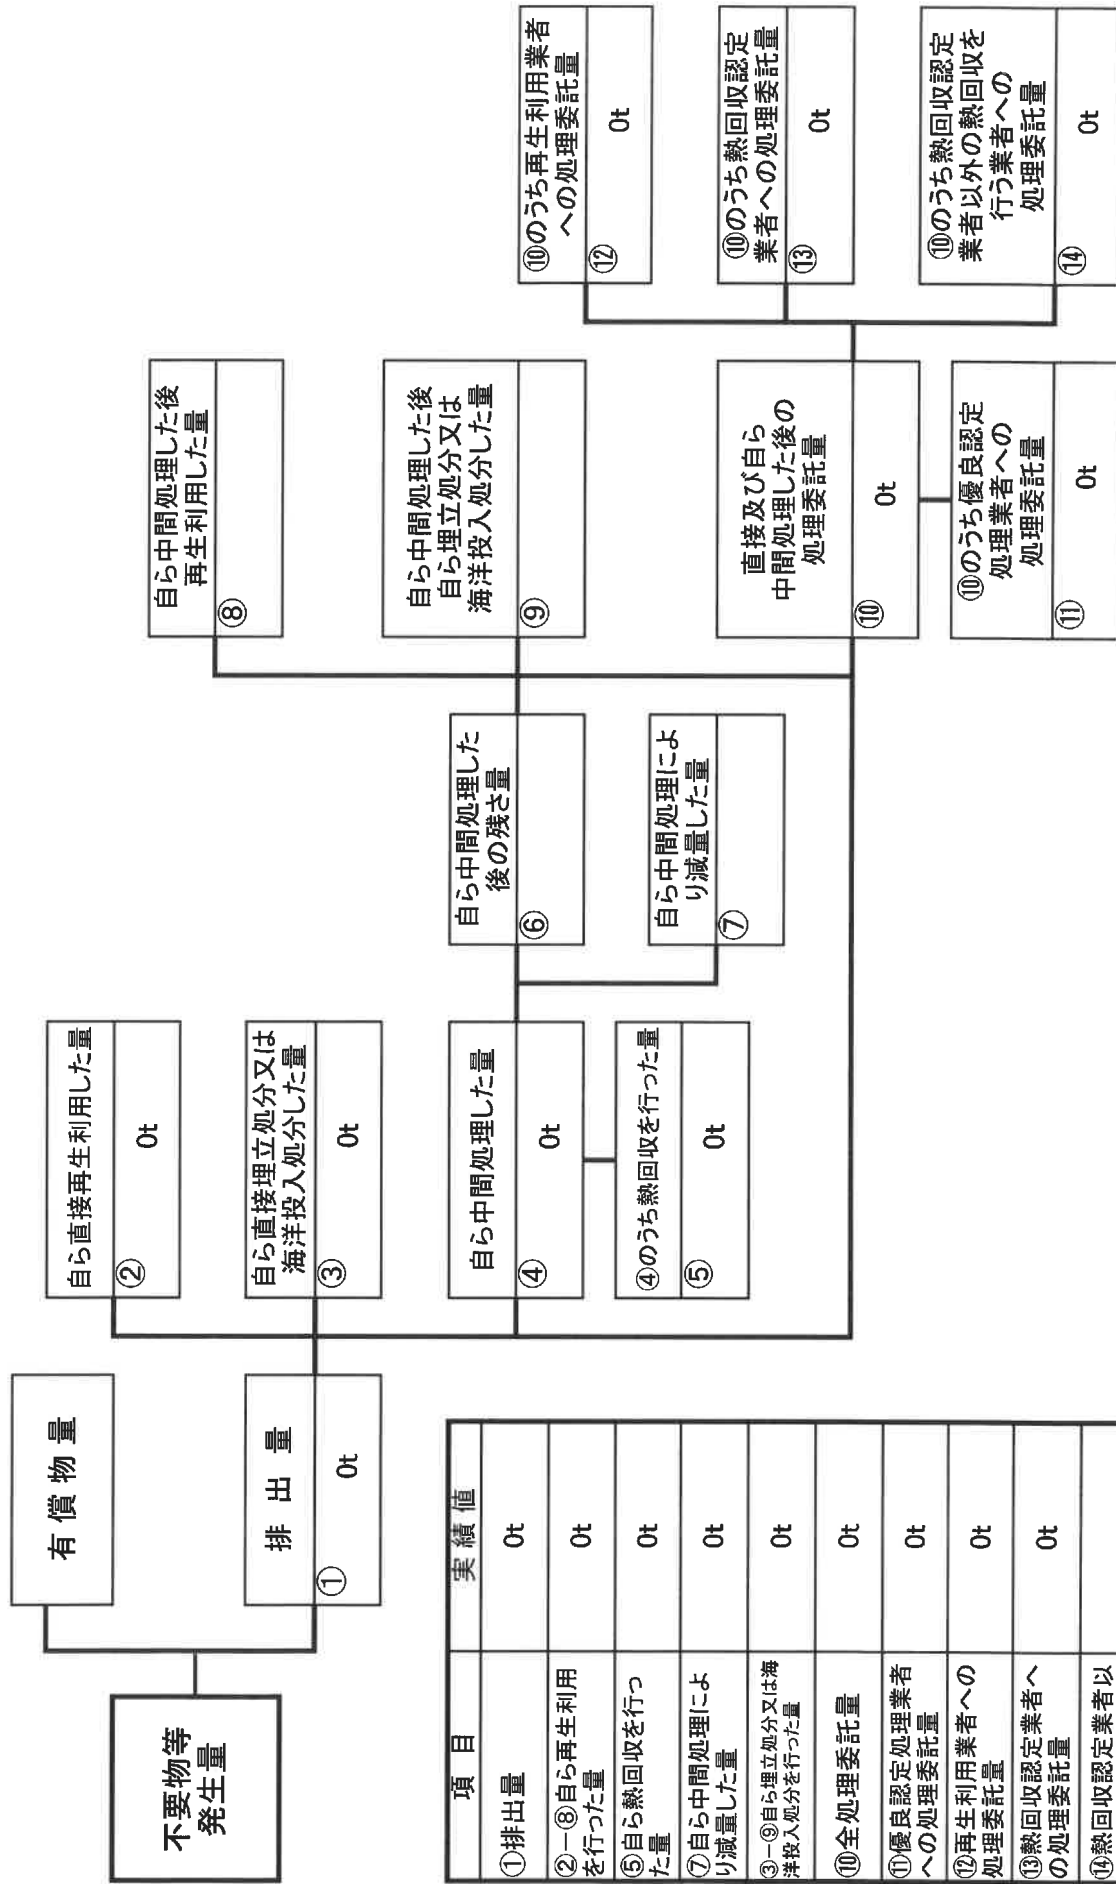 不要物等
発生量
有 償 物 量
排 出 量
①
0t
自ら直接再生利用した量
②
0t
自ら直接埋立処分又は
海洋投入処分した量
③
0t
自ら中間処理した量
④
0t
④のうち熱回収を行った量
⑤
0t
自ら中間処理した
後の残さ量
⑥
自ら中間処理によ
り減量した量
⑦
自ら中間処理した後
再生利用した量
⑧
自ら中間処理した後
自ら埋立処分又は
海洋投入処分した量
⑨
直接及び自ら
中間処理した後の
処理委託量
⑩
0t
⑩のうち優良認定
処理業者への
処理委託量
⑪
0t
⑩のうち再生利用業者
への処理委託量
⑫
0t
⑩のうち熱回収認定
業者への処理委託量
⑬
0t
⑩のうち熱回収認定
業者以外の熱回収を
行う業者への
処理委託量
⑭
0t
項 目
実 績 値
①排出量
0t
②－⑧自ら再生利用
を行った量
0t
⑤自ら熱回収を行っ
た量
0t
⑦自ら中間処理によ
り減量した量
0t
③－⑨自ら埋立処分又は海
洋投入処分を行った量
0t
⑩全処理委託量
0t
⑪優良認定処理業者
への処理委託量
0t
⑫再生利用業者への
処理委託量
0t
⑬熱回収認定業者へ
の処理委託量
0t
⑭熱回収認定業者以